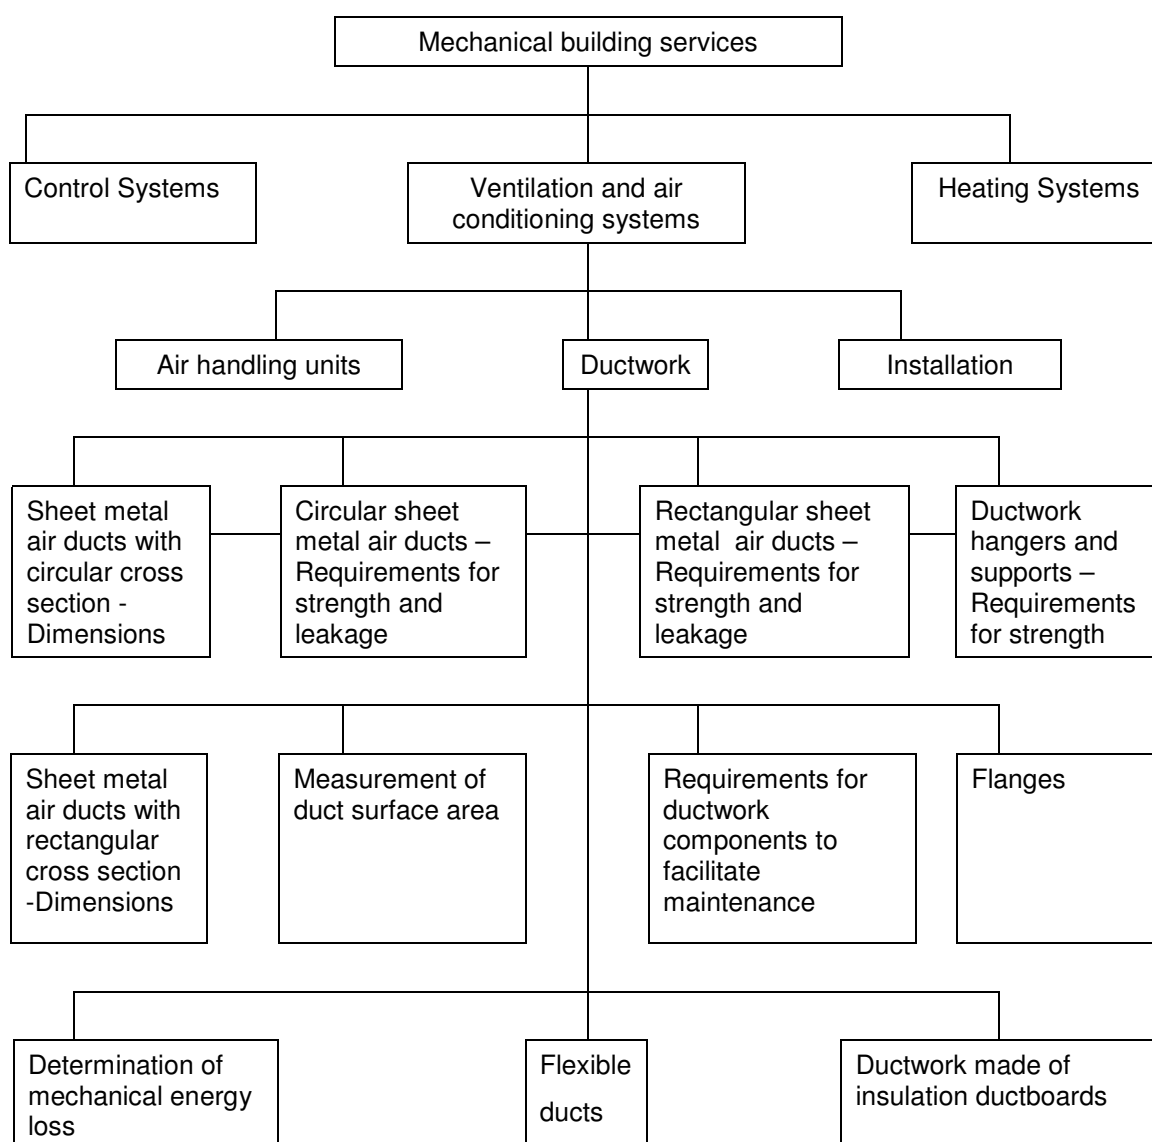 Mechanical building services
Control Systems
Ventilation and air
conditioning systems
Heating Systems
Air handling units
Ductwork
Installation
Sheet metal
air ducts with
circular cross
section -
Dimensions
Circular sheet
metal air ducts –
Requirements for
strength and
leakage
Rectangular sheet
metal  air ducts –
Requirements for
strength and
leakage
Ductwork
hangers and
supports –
Requirements
for strength
Sheet metal
air ducts with
rectangular
cross section
-Dimensions
Measurement of
duct surface area
Requirements for
ductwork
components to
facilitate
maintenance
Flanges
Determination of
mechanical energy
loss
Flexible
ducts
Ductwork made of
insulation ductboards